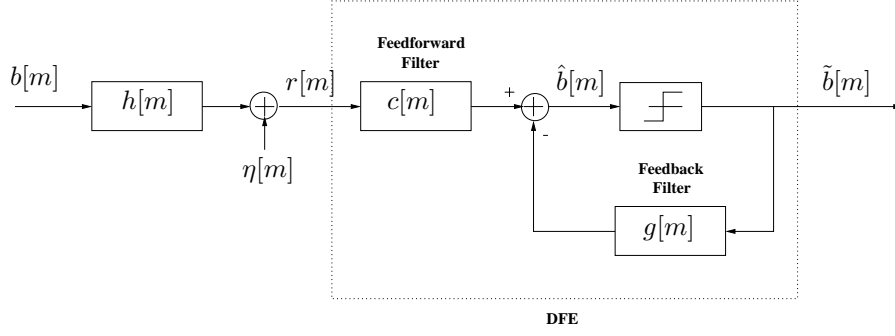 Feedforward
Filter
b[m]
h[m]
r[m]
c[m]
+
b̂[m]
b̃[m]
η[m]
-
Feedback
Filter
g[m]
DFE